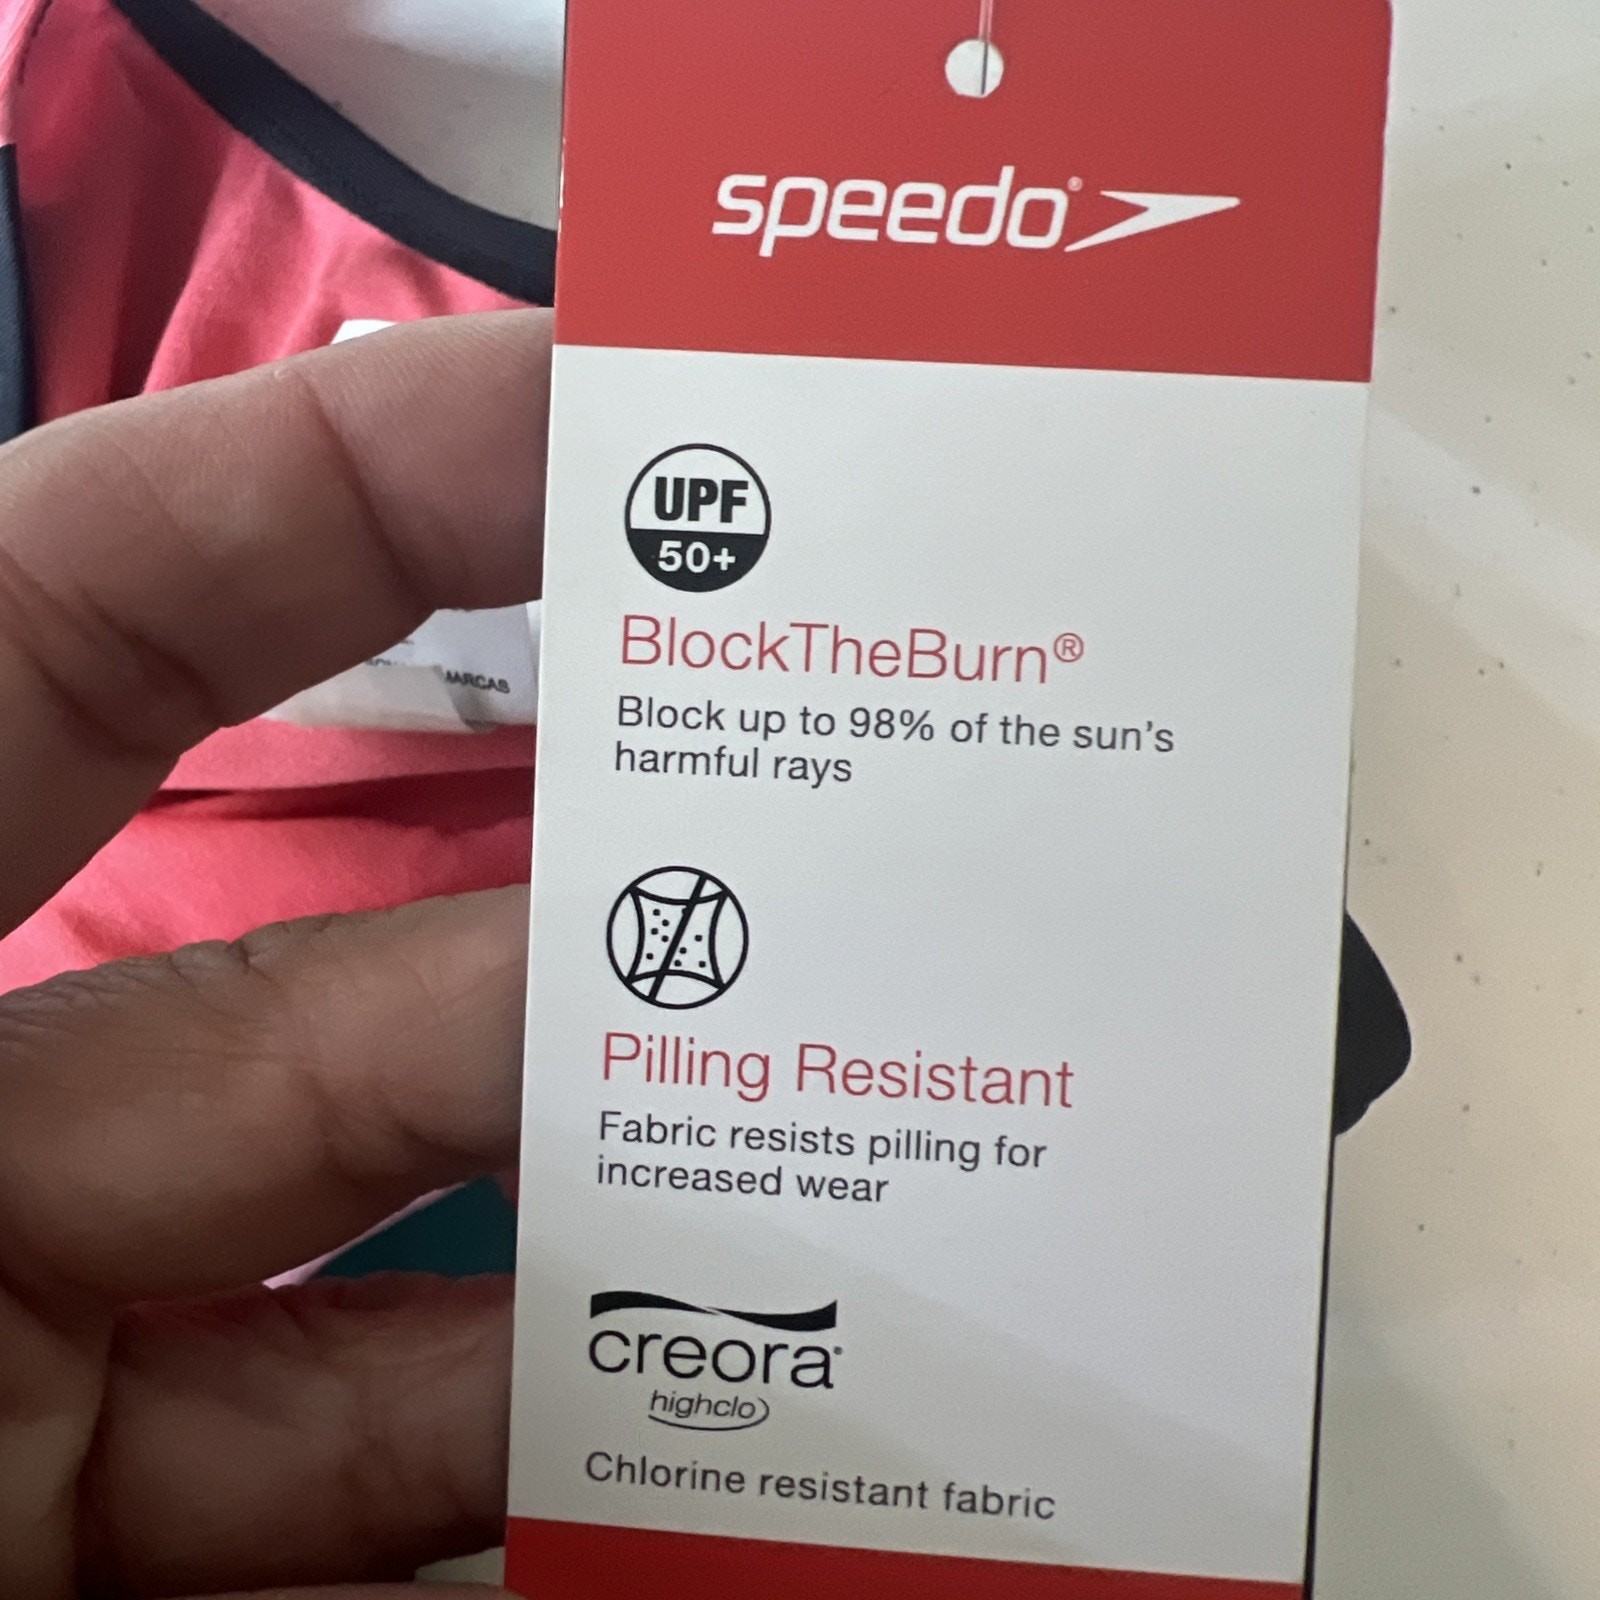 speedo®
UPF
50+
BlockTheBurn®
Block up to 98% of the sun's
harmful rays
MARCAS
Pilling Resistant
Fabric resists pilling for
increased wear
creora®
highclo
Chlorine resistant fabric